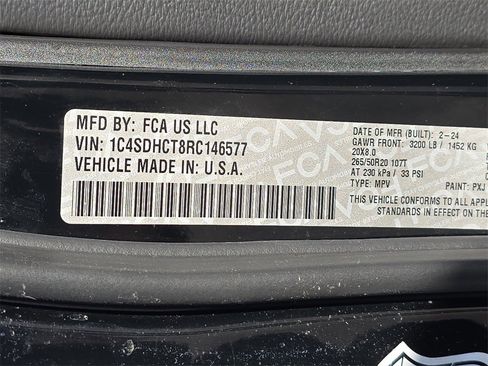 MFD BY: FCA US LLC
VIN: 1C4SDHCT8RC146577
VEHICLE MADE IN: U.S.A.
DATE OF MFR (BUILT): 2-24
GAWR FRONT: 3200 LB/ 1452 KG
20X8.0
265/50R20 107T
AT 230 kPa / 33 PSI
TYPE: MPV PAINT: PXJ
THIS VEHICLE CONFORMS TO ALL APPL
STANDARDS IN EFFECT ON THE